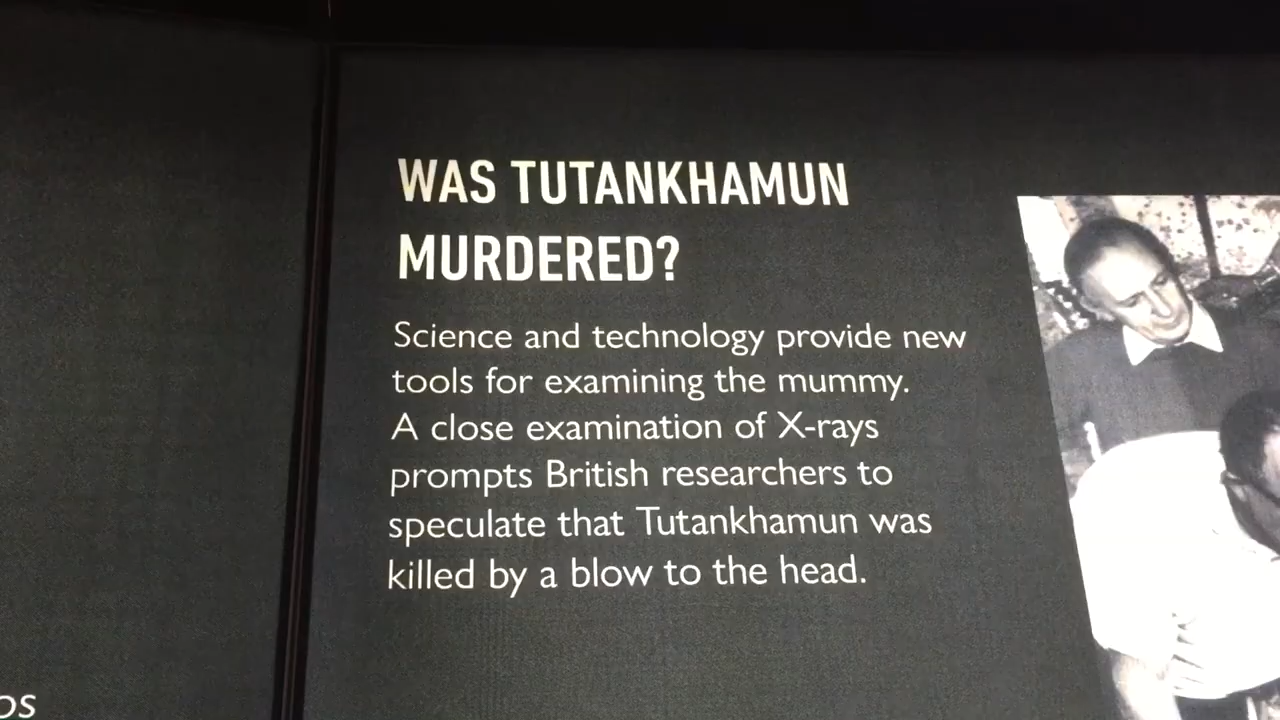 WAS TUTANKHAMUN
MURDERED?
Science and technology provide new
tools for examining the mummy.
A close examination of X-rays
prompts British researchers to
speculate that Tutankhamun was
killed by a blow to the head.